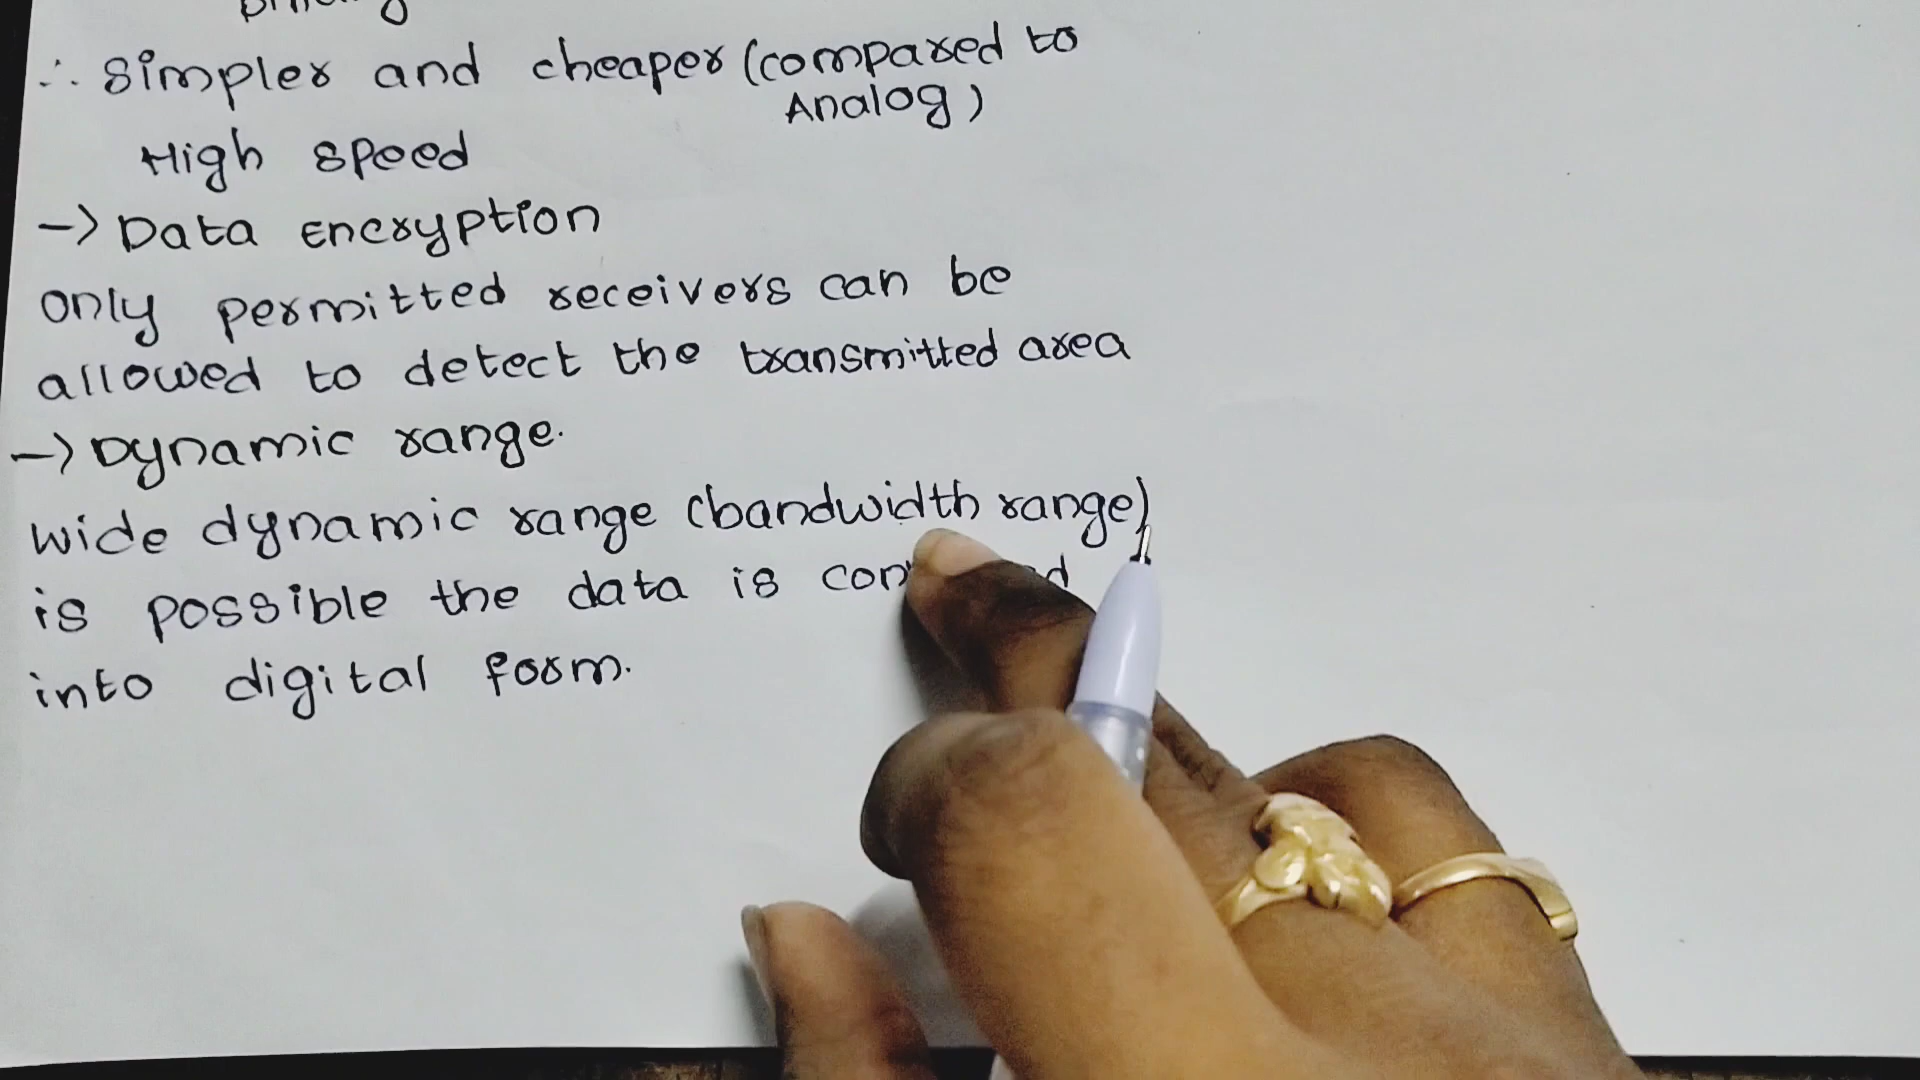 ∴ Simpler and cheaper (compared to
Analog)
High speed
-> Data Encryption
only permitted receivers can be
allowed to detect the transmitted area
-> Dynamic range.
wide dynamic range (bandwidth range)
is possible the data is
into digital form.